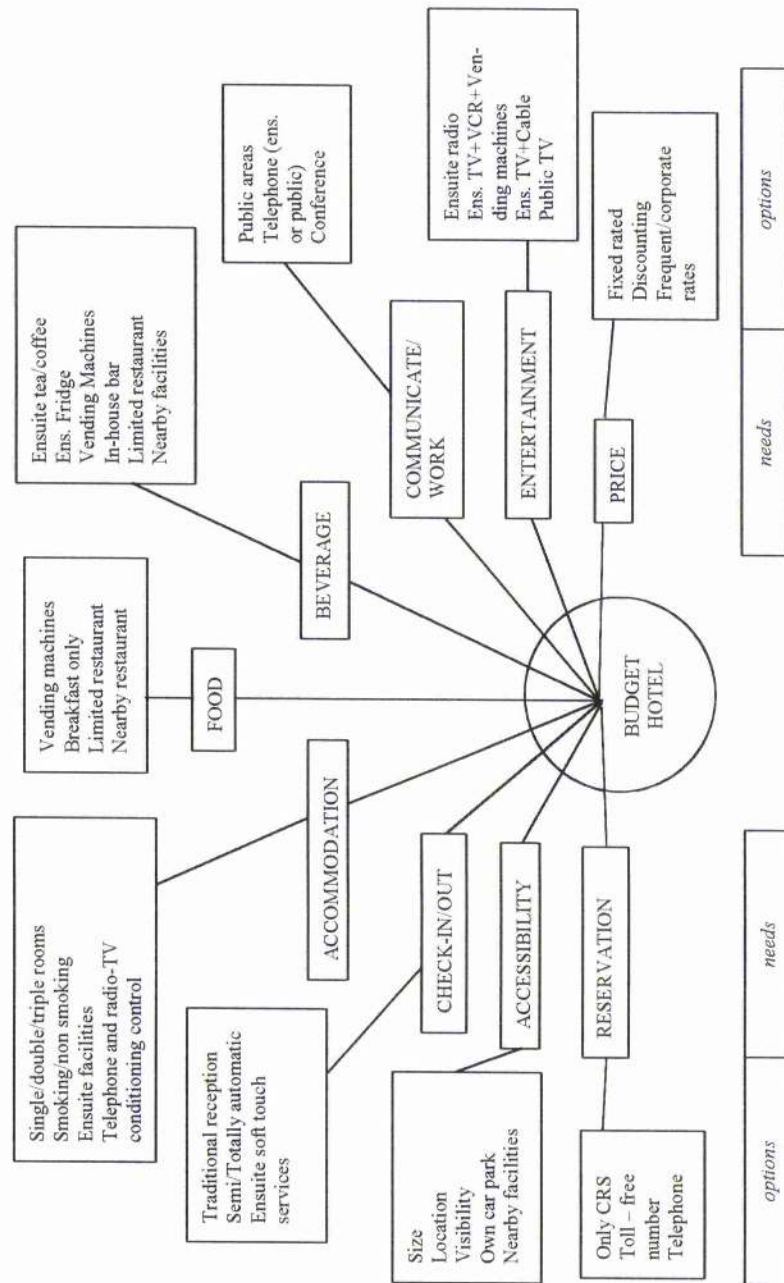 Single/double/triple rooms
Smoking/non smoking
Ensuite facilities
Telephone and radio-TV
conditioning control
Vending machines
Breakfast only
Limited restaurant
Nearby restaurant
Ensuite tea/coffee
Ens. Fridge
Vending Machines
In-house bar
Limited restaurant
Nearby facilities
Traditional reception
Semi/Totally automatic
Ensuite soft touch
services
ACCOMMODATION
FOOD
BEVERAGE
Public areas
Telephone (ens.
or public)
Conference
Size
Location
Visibility
Own car park
Nearby facilities
CHECK-IN/OUT
COMMUNICATE/
WORK
ACCESSIBILITY
ENTERTAINMENT
Ensuite radio
Ens. TV+VCR+Ven-
ding machines
Ens. TV+Cable
Public TV
Only CRS
Toll – free
number
Telephone
RESERVATION
BUDGET
HOTEL
PRICE
Fixed rated
Discounting
Frequent/corporate
rates
options
needs
needs
options